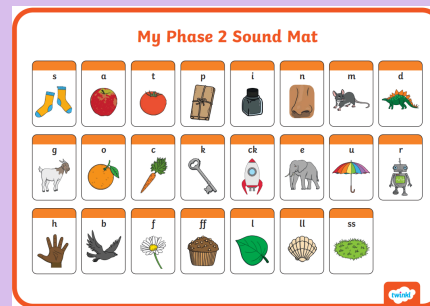 My Phase 2 Sound Mat
s a t p i n m d
g o c k ck e u r
h b f ff l ll ss
twinkl